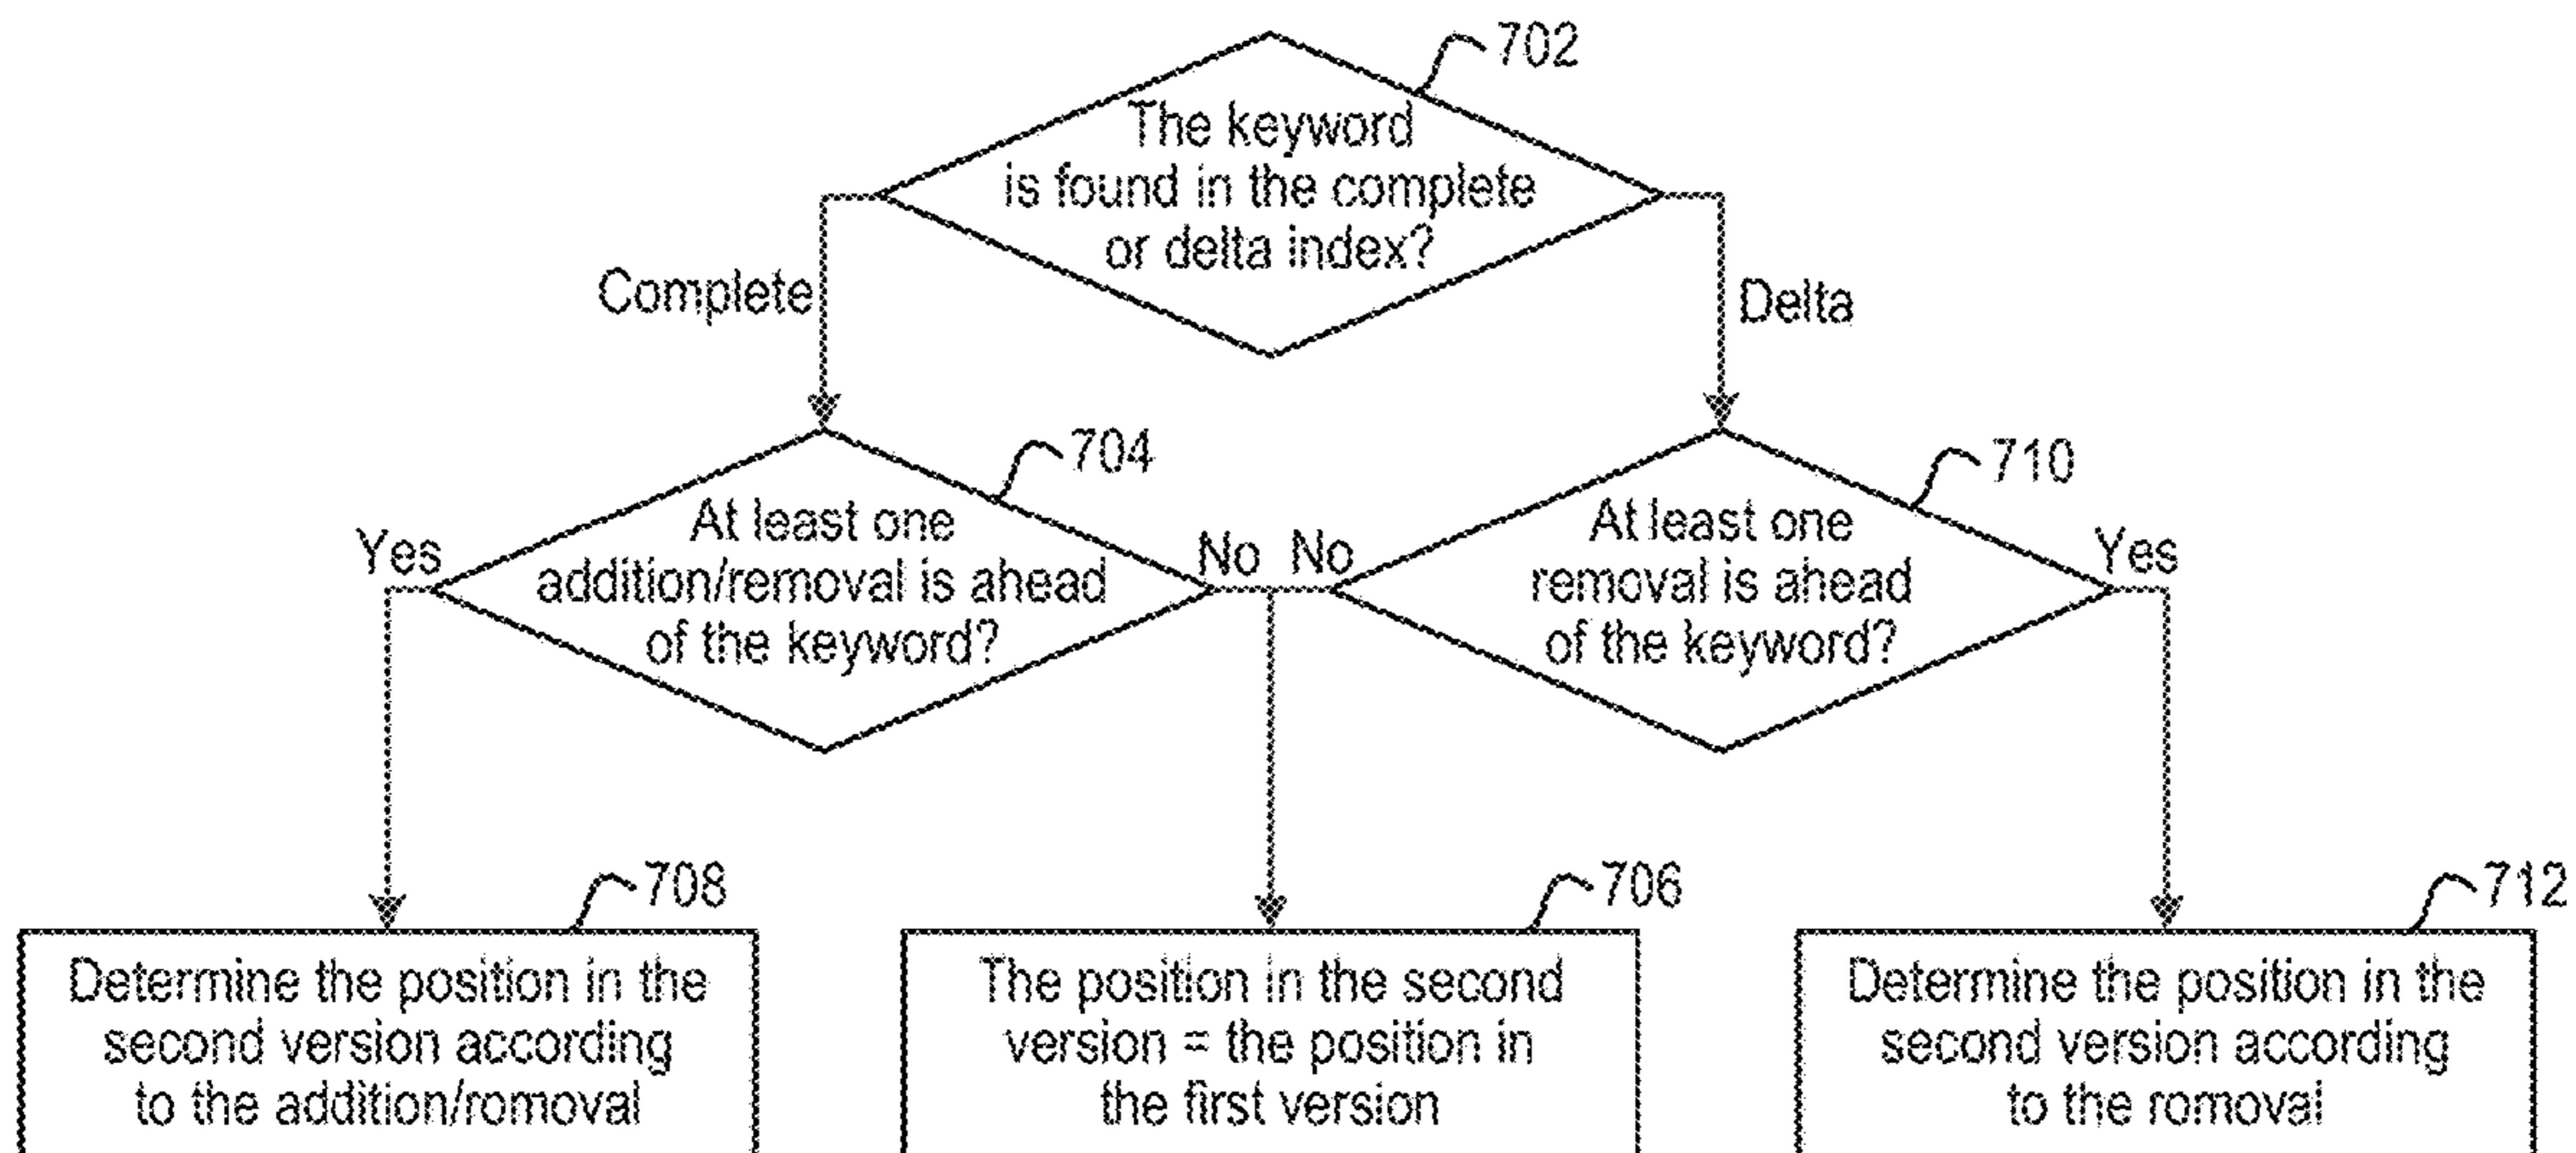 702
The keyword
is found in the complete
or delta index?
Complete
Delta
704
710
At least one
addition/removal is ahead
of the keyword?
Yes
No
No
At least one
removal is ahead
of the keyword?
Yes
708
706
712
Determine the position in the
second version according
to the addition/romoval
The position in the second
version = the position in
the first version
Determine the position in the
second version according
to the romoval